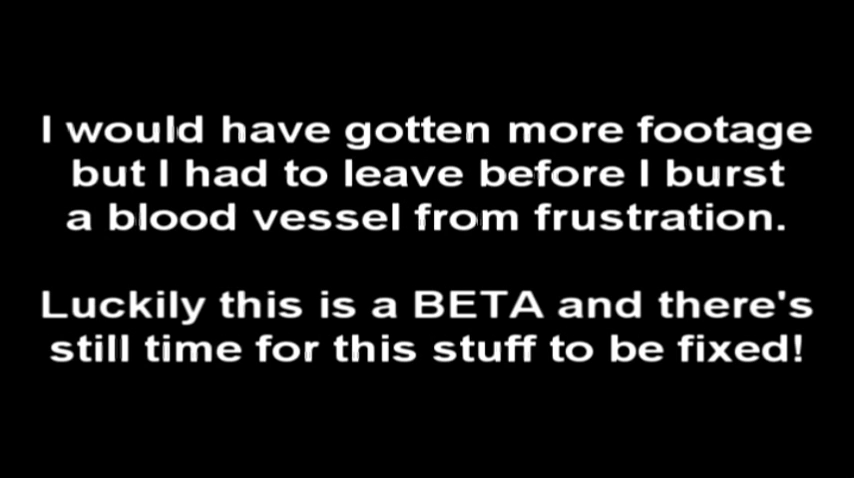 I would have gotten more footage
but I had to leave before I burst
a blood vessel from frustration.
Luckily this is a BETA and there's
still time for this stuff to be fixed!